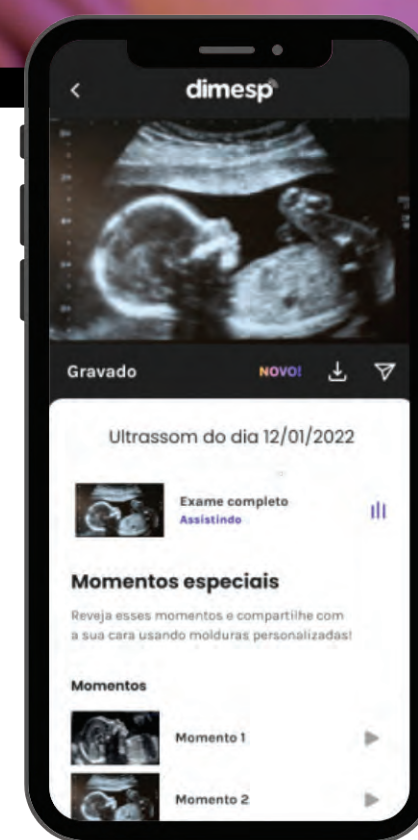 dimesp
Gravado NOVO!
Ultrassom do dia 12/01/2022
Exame completo
Assistindo
Momentos especiais
Reveja esses momentos e compartilhe com
a sua cara usando molduras personalizadas!
Momentos
Momento 1
Momento 2